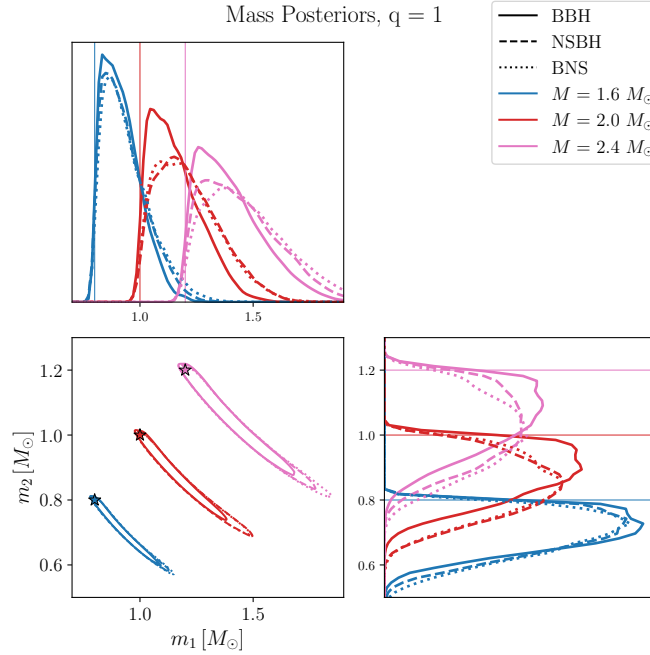 Mass Posteriors, q = 1
BBH
NSBH
BNS
M = 1.6 M⊙
M = 2.0 M⊙
M = 2.4 M⊙
1.0 1.5
1.2
1.0
0.8
0.6
m₂ [M⊙]
1.0 1.5
m₁ [M⊙]
1.2
1.0
0.8
0.6